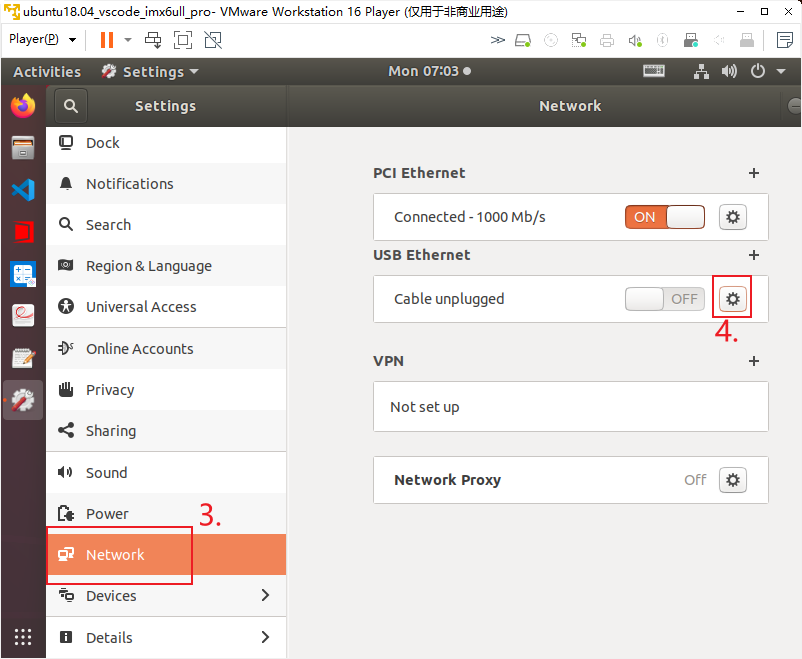 ubuntu18.04_vscode_imx6ull_pro- VMware Workstation 16 Player (仅用于非商业用途)
Player(P)
Activities Settings Mon 07:03
Settings Network
Dock
Notifications
Search
Region & Language
Universal Access
Online Accounts
Privacy
Sharing
Sound
Power
3.
Network
Devices
Details
PCI Ethernet
Connected - 1000 Mb/s ON
USB Ethernet
Cable unplugged OFF
4.
VPN
Not set up
Network Proxy Off